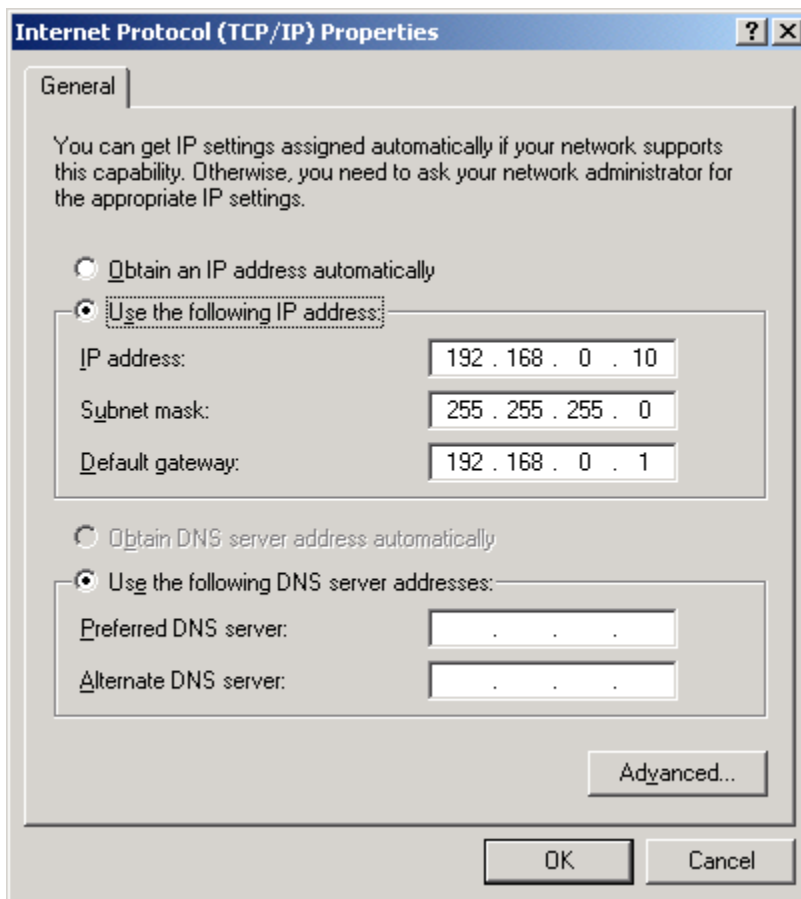 Internet Protocol (TCP/IP) Properties
General
You can get IP settings assigned automatically if your network supports
this capability. Otherwise, you need to ask your network administrator for
the appropriate IP settings.
Obtain an IP address automatically
Use the following IP address:
IP address: 192 . 168 . 0 . 10
Subnet mask: 255 . 255 . 255 . 0
Default gateway: 192 . 168 . 0 . 1
Obtain DNS server address automatically
Use the following DNS server addresses:
Preferred DNS server: . . .
Alternate DNS server: . . .
Advanced...
OK Cancel